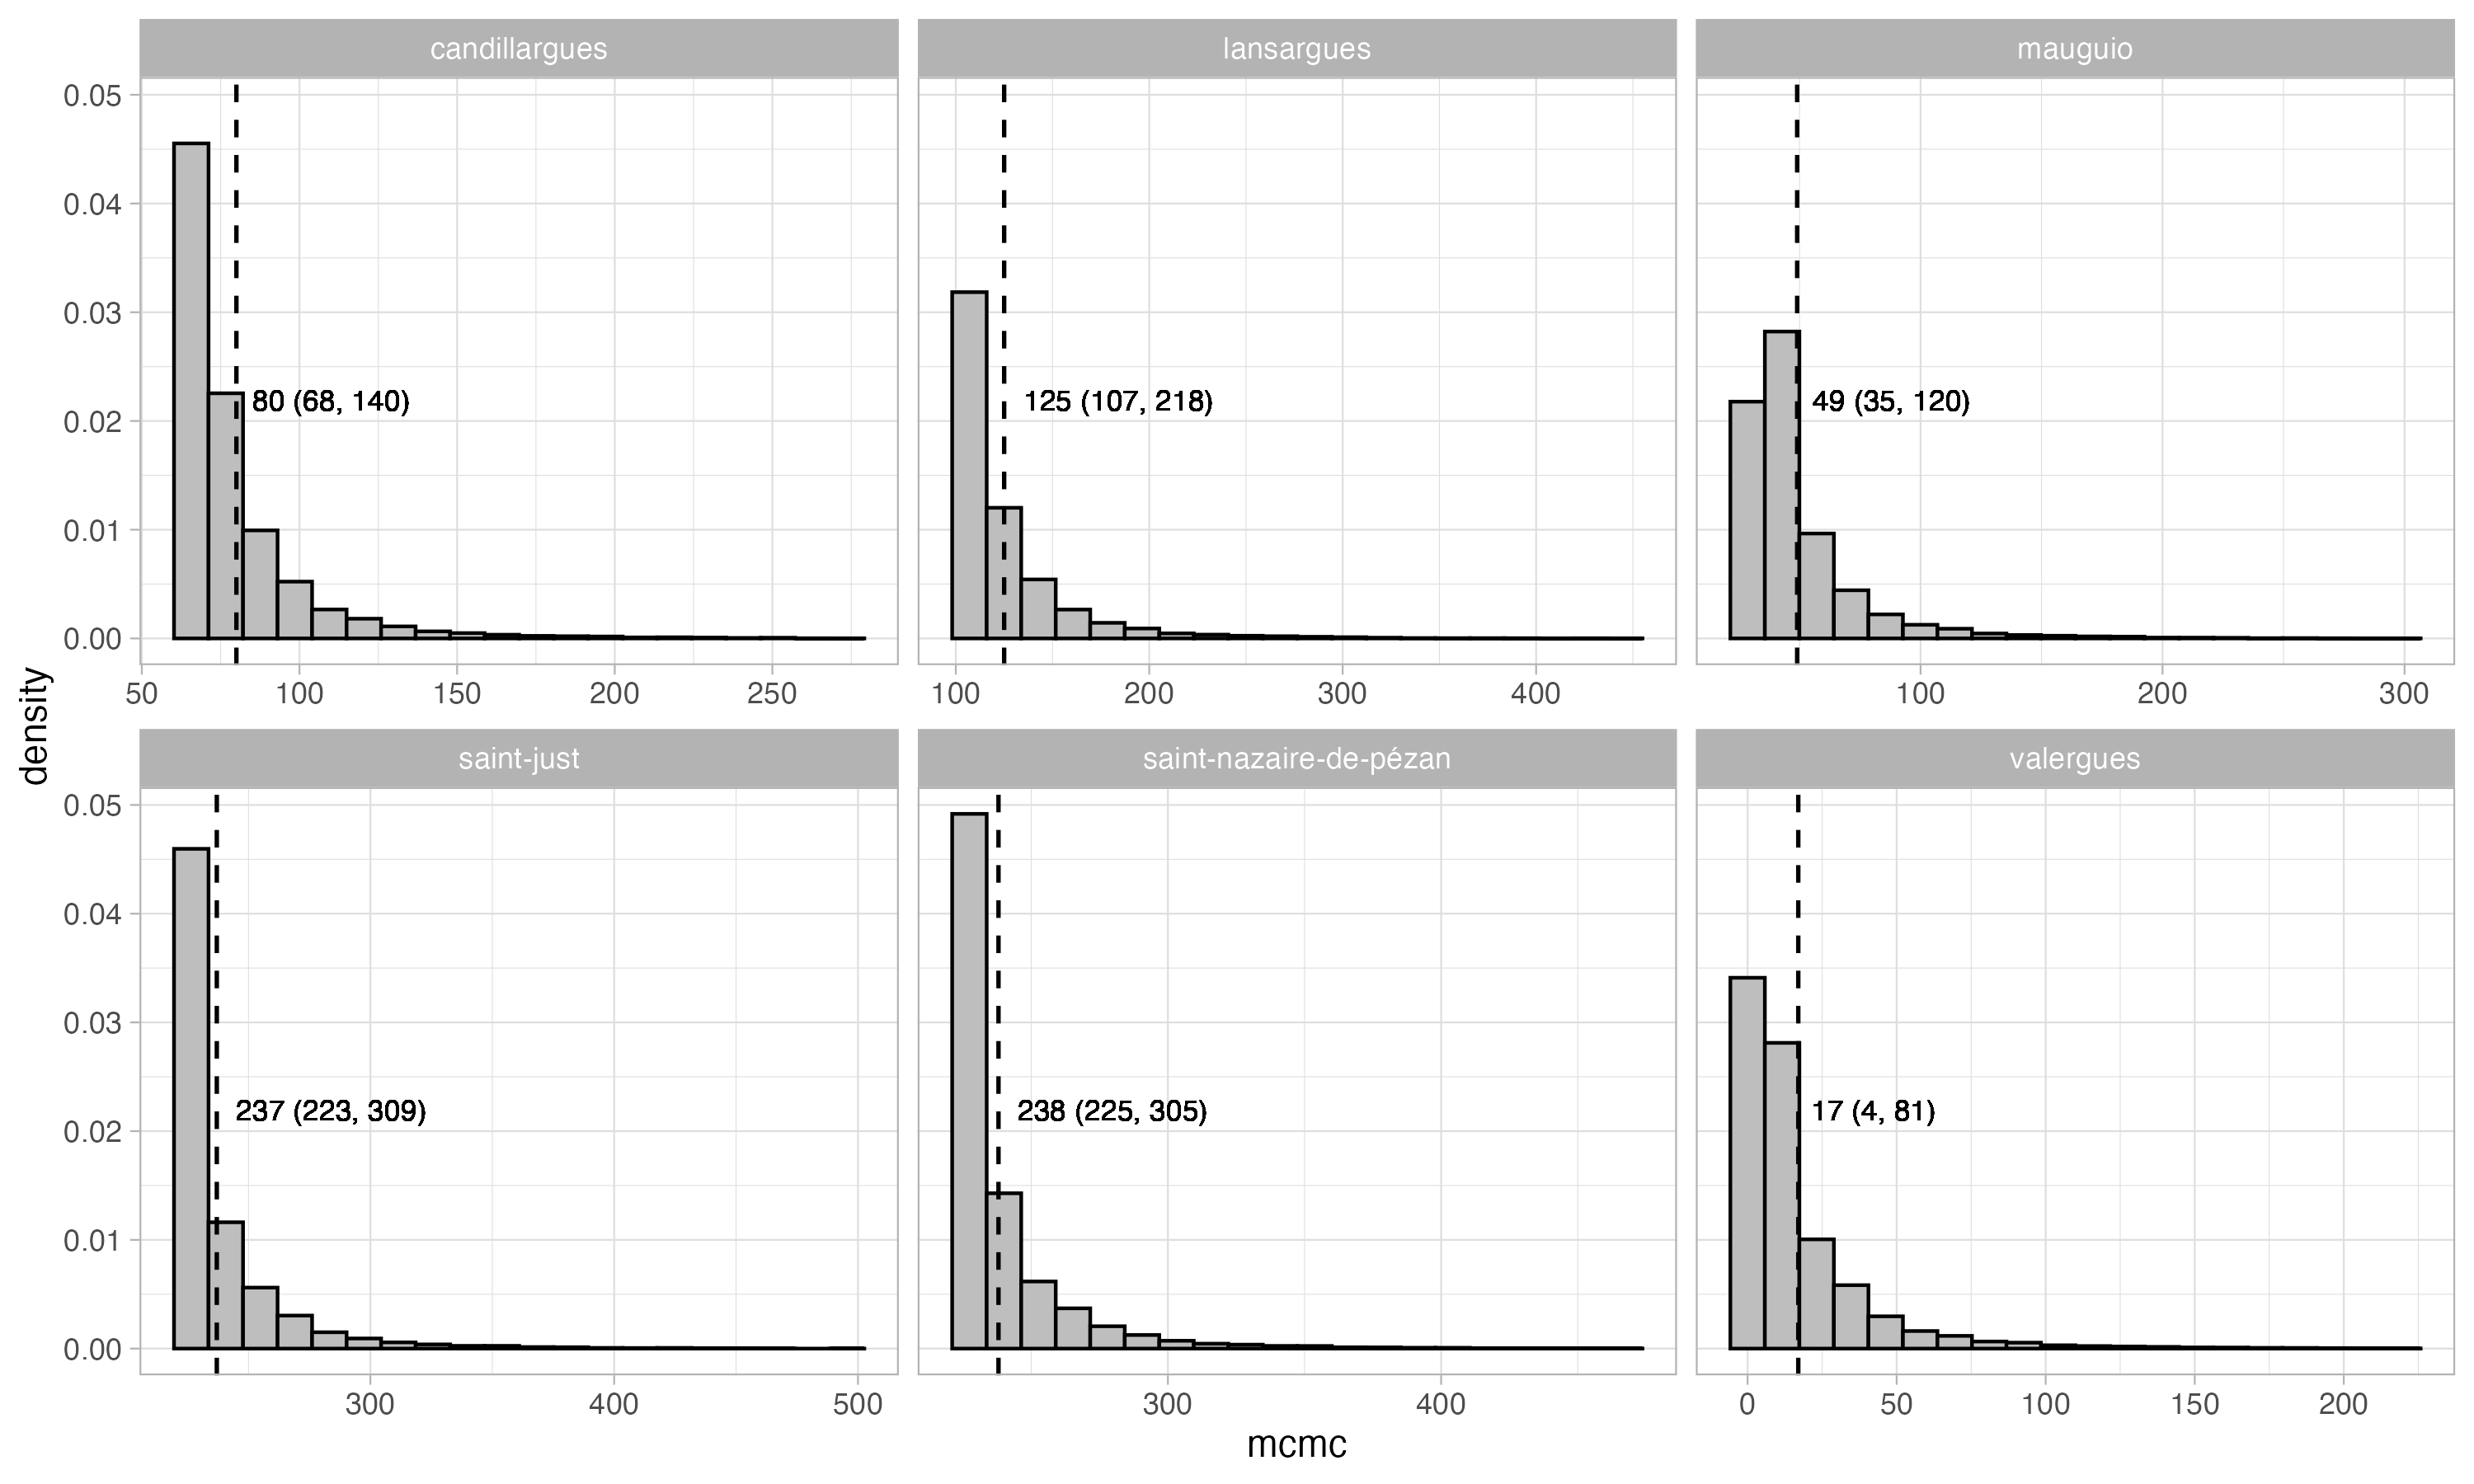 candillargues lansargues mauguio
0.05
0.04
0.03
80 (68, 140) 125 (107, 218) 49 (35, 120)
0.02
0.01
0.00
50 100 150 200 250 100 200 300 400 100 200 300
density
saint-just saint-nazaire-de-pézan valergues
0.05
0.04
0.03
237 (223, 309) 238 (225, 305) 17 (4, 81)
0.02
0.01
0.00
300 400 500 300 400 0 50 100 150 200
mcmc